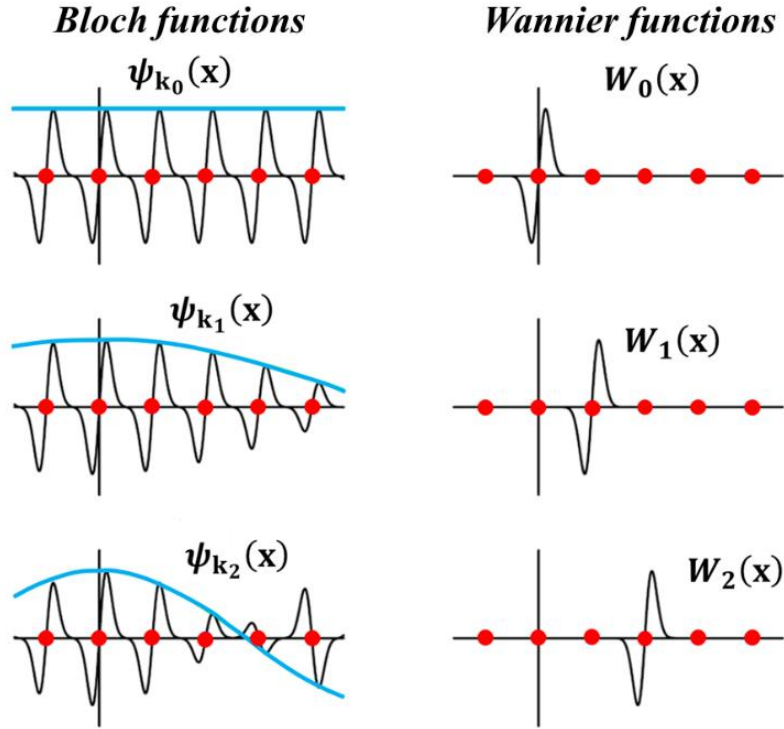 Bloch functions
Wannier functions
ψk₀(x)
W₀(x)
ψk₁(x)
W₁(x)
ψk₂(x)
W₂(x)